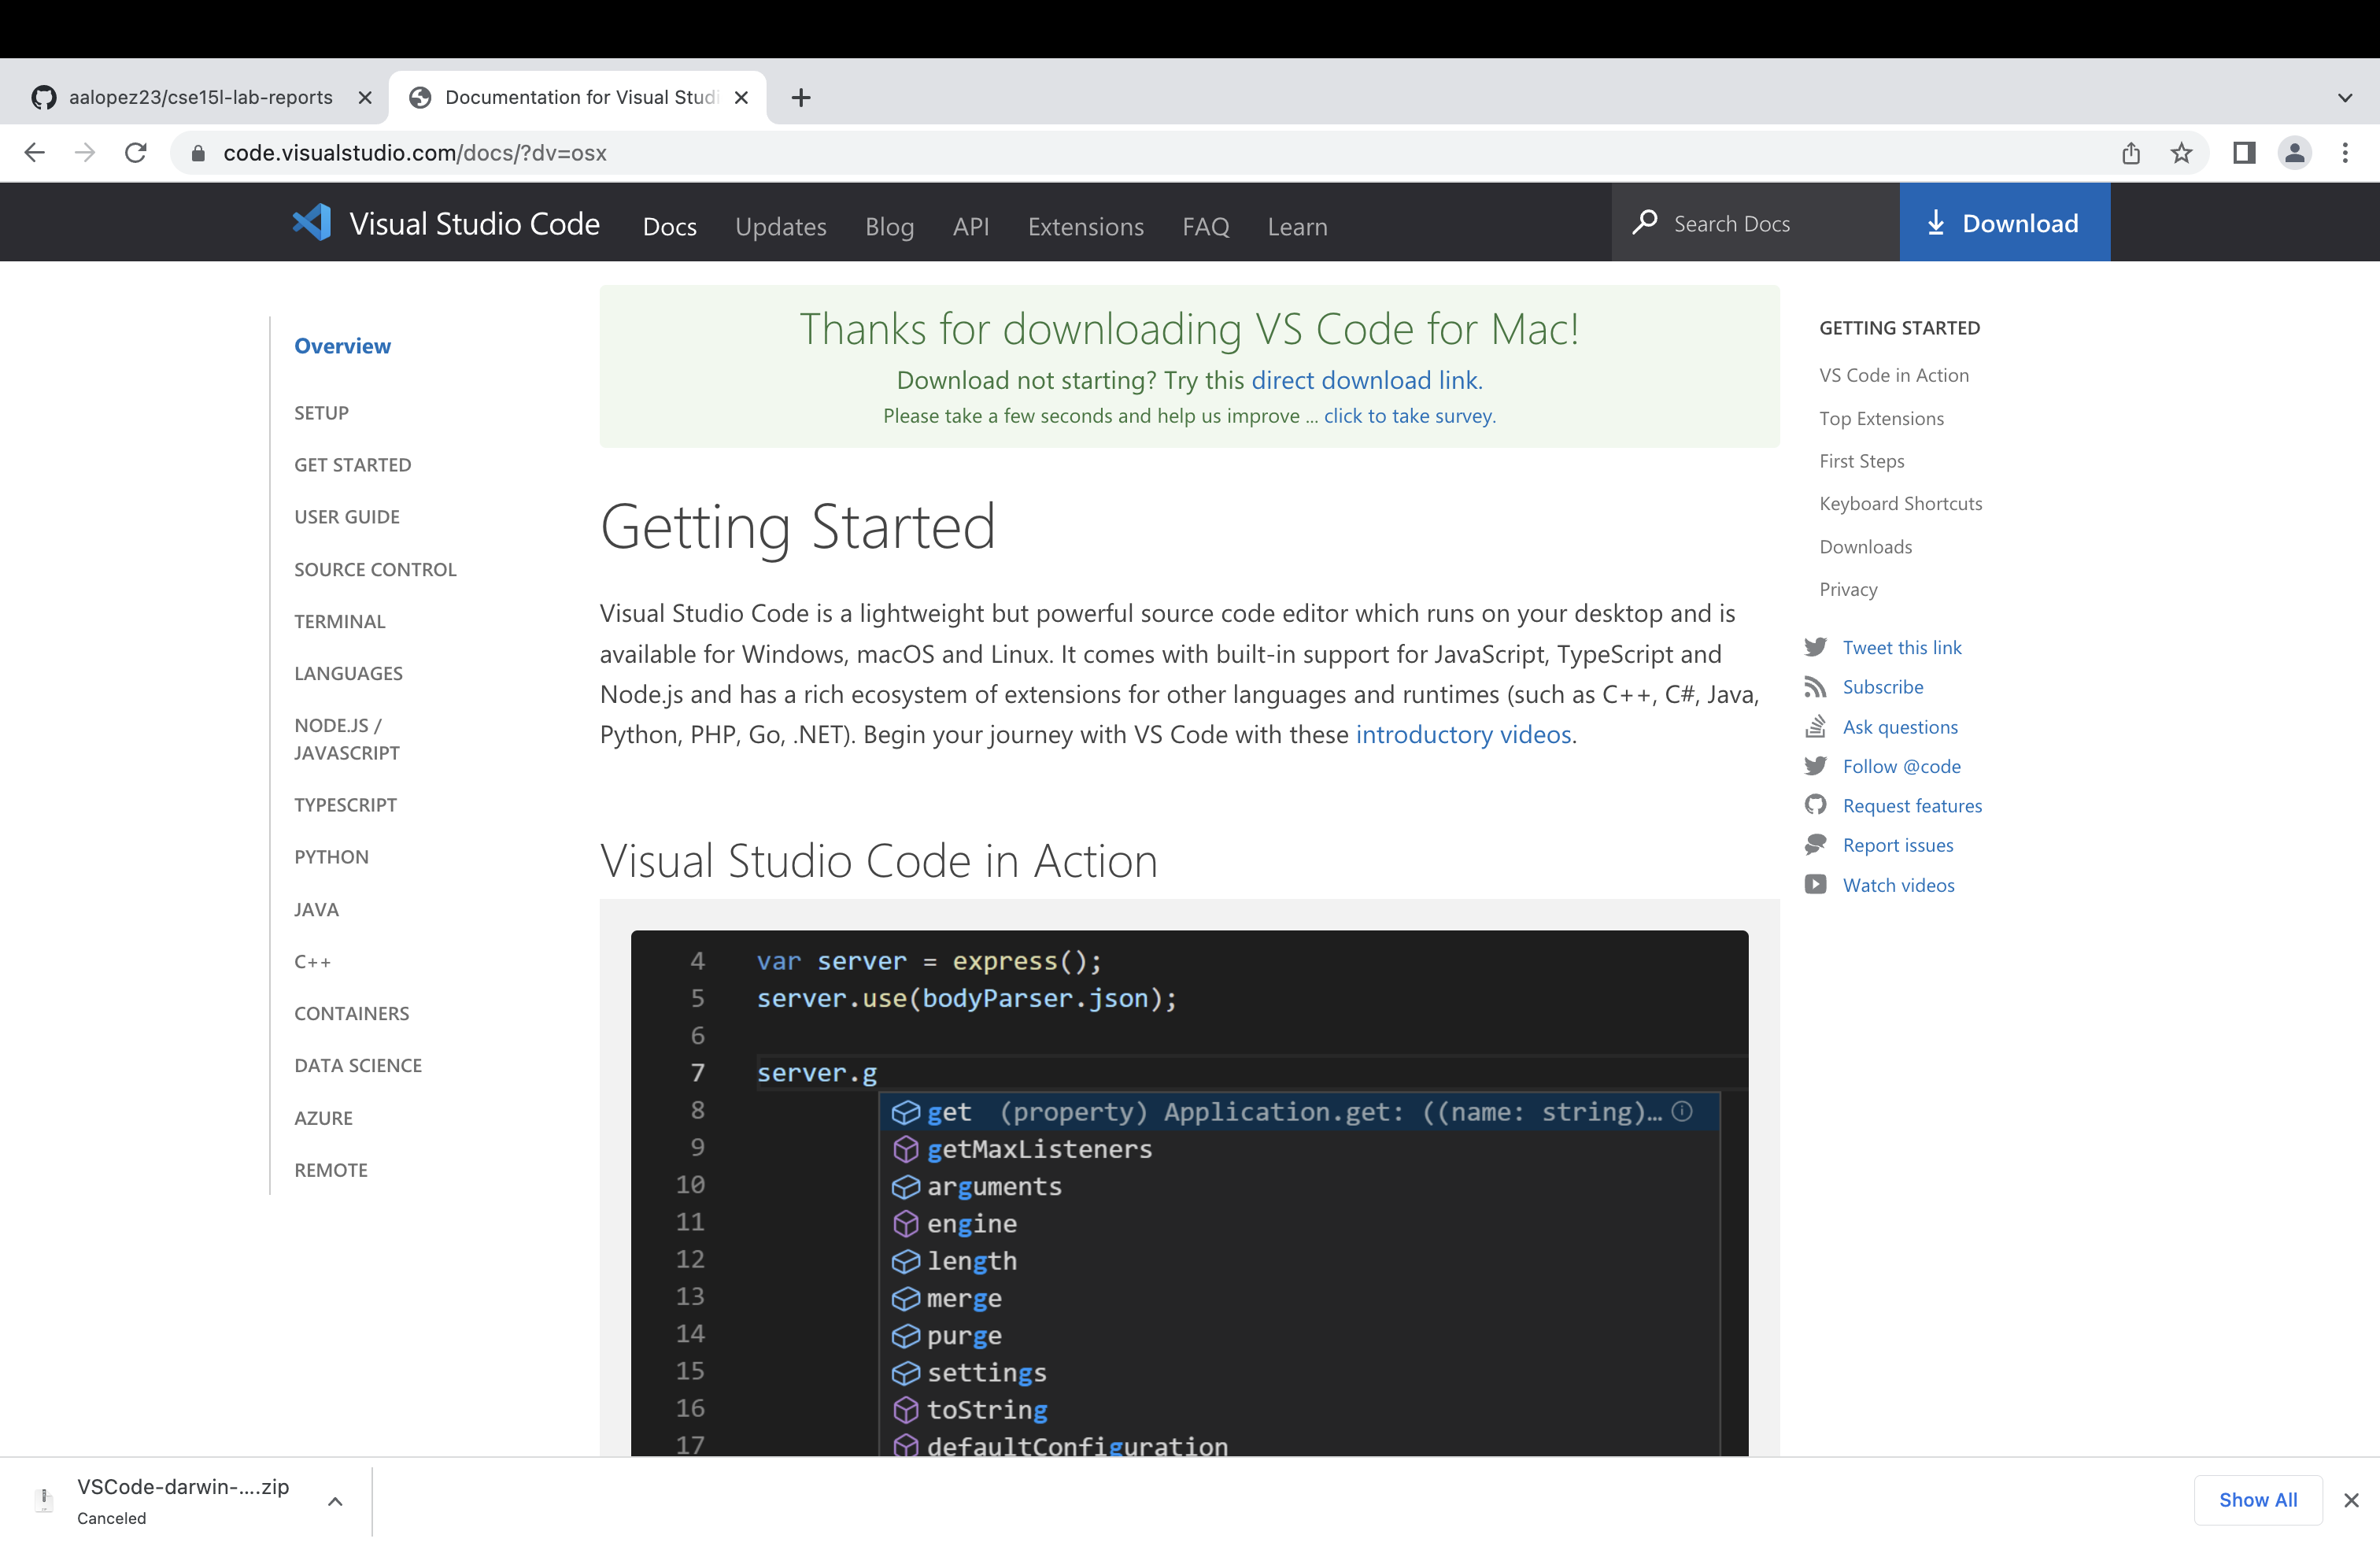 aalopez23/cse15l-lab-reports
Documentation for Visual Studi
code.visualstudio.com/docs/?dv=osx
Visual Studio Code
Docs
Updates
Blog
API
Extensions
FAQ
Learn
Search Docs
Download
Overview
SETUP
GET STARTED
USER GUIDE
SOURCE CONTROL
TERMINAL
LANGUAGES
NODE.JS /
JAVASCRIPT
TYPESCRIPT
PYTHON
JAVA
C++
CONTAINERS
DATA SCIENCE
AZURE
REMOTE
Thanks for downloading VS Code for Mac!
Download not starting? Try this direct download link.
Please take a few seconds and help us improve ... click to take survey.
Getting Started
Visual Studio Code is a lightweight but powerful source code editor which runs on your desktop and is
available for Windows, macOS and Linux. It comes with built-in support for JavaScript, TypeScript and
Node.js and has a rich ecosystem of extensions for other languages and runtimes (such as C++, C#, Java,
Python, PHP, Go, .NET). Begin your journey with VS Code with these introductory videos.
Visual Studio Code in Action
4 var server = express();
5 server.use(bodyParser.json);
6
7 server.g
8 get (property) Application.get: ((name: string)…
9 getMaxListeners
10 arguments
11 engine
12 length
13 merge
14 purge
15 settings
16 toString
17 defaultConfiguration
GETTING STARTED
VS Code in Action
Top Extensions
First Steps
Keyboard Shortcuts
Downloads
Privacy
Tweet this link
Subscribe
Ask questions
Follow @code
Request features
Report issues
Watch videos
VSCode-darwin-....zip
Canceled
Show All